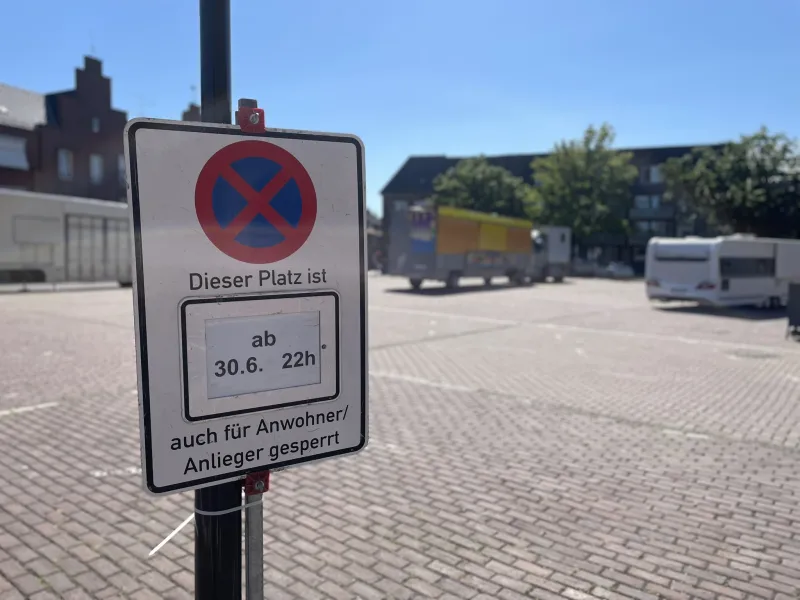 Dieser Platz ist
ab
30.6. 22h
auch für Anwohner/
Anlieger gesperrt